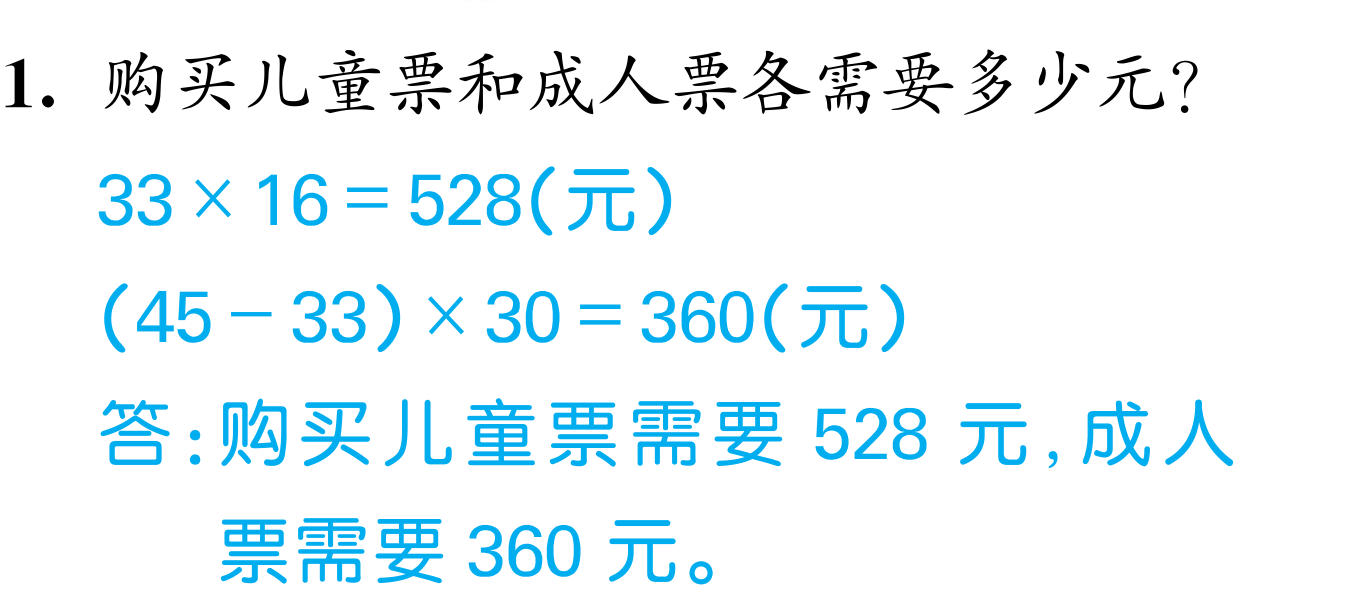 1. 购买儿童票和成人票各需要多少元?
33 × 16 = 528(元)
(45 - 33) × 30 = 360(元)
答:购买儿童票需要 528 元,成人
票需要 360 元。